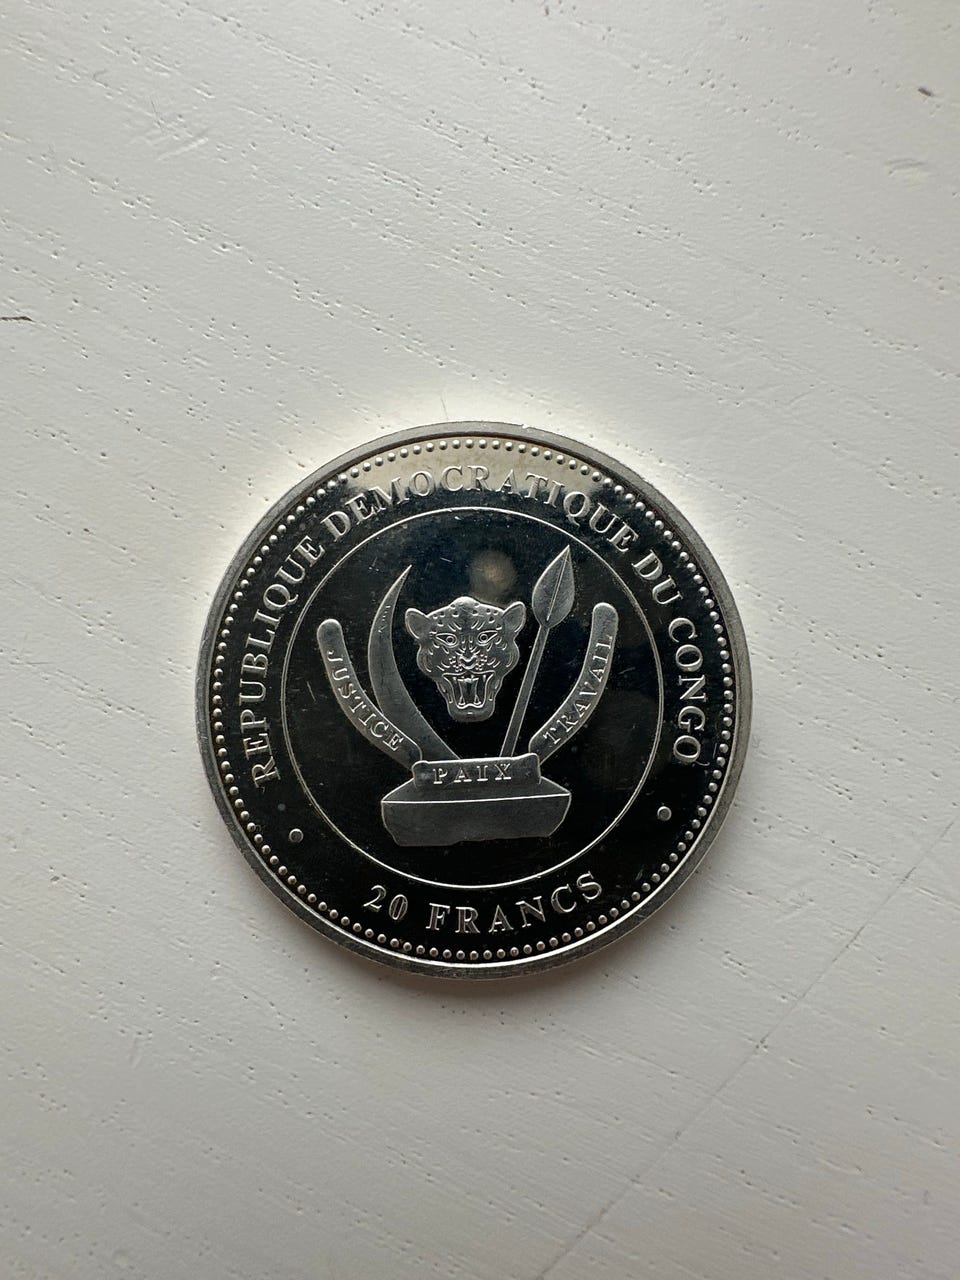 REPUBLIQUE DEMOCRATIQUE DU CONGO
JUSTICE
PAIX
TRAVAIL
20 FRANCS